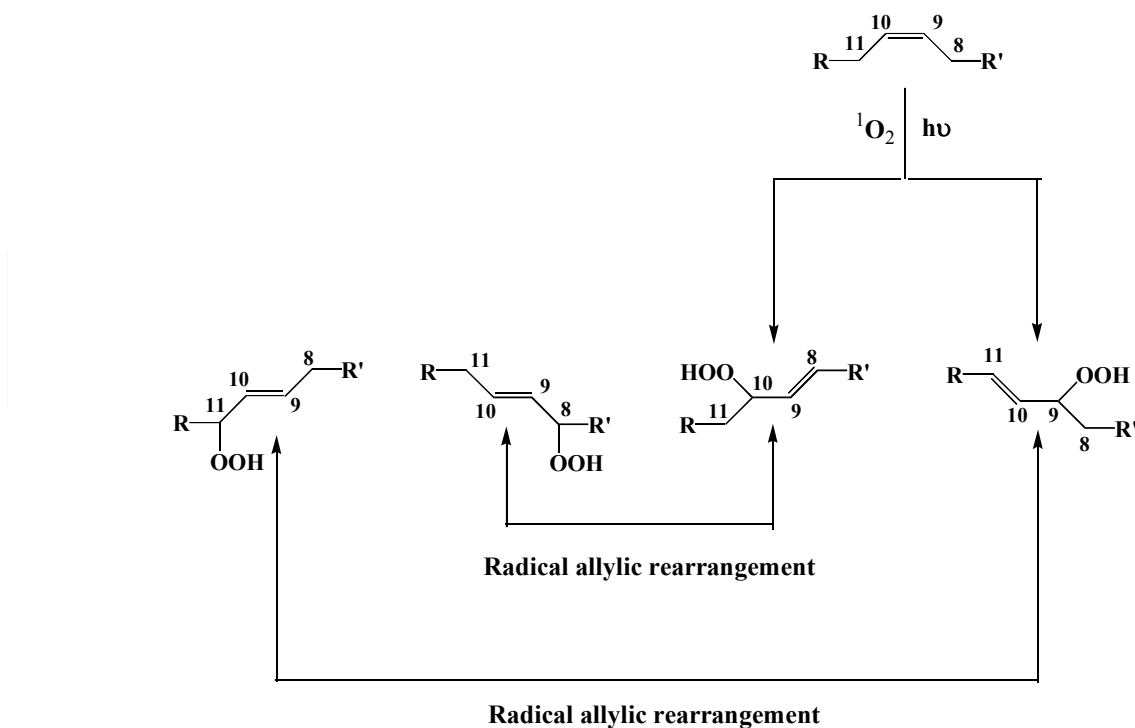 10 9
11 8
R R'
¹O₂ hυ
8
10 R'
11 9
R
OOH
11
R 9
10 8
R'
OOH
8
HOO 10 R'
11 9
R
11
R OOH
10 9
8 R'
Radical allylic rearrangement
Radical allylic rearrangement